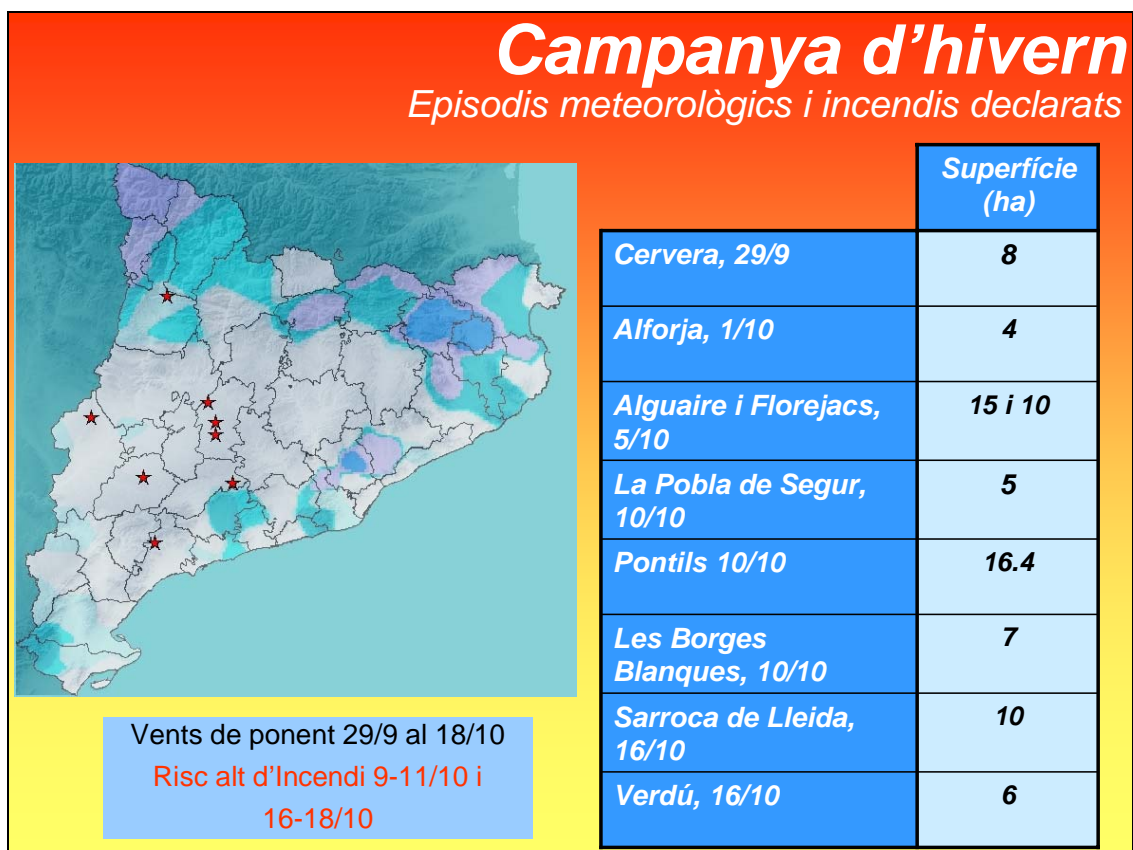 Campanya d’hivern
Episodis meteorològics i incendis declarats
Superfície
(ha)
Cervera, 29/9
8
Alforja, 1/10
4
Alguaire i Florejacs,
5/10
15 i 10
La Pobla de Segur,
10/10
5
Pontils 10/10
16.4
Les Borges
Blanques, 10/10
7
Sarroca de Lleida,
16/10
10
Verdú, 16/10
6
Vents de ponent 29/9 al 18/10
Risc alt d’Incendi 9-11/10 i
16-18/10